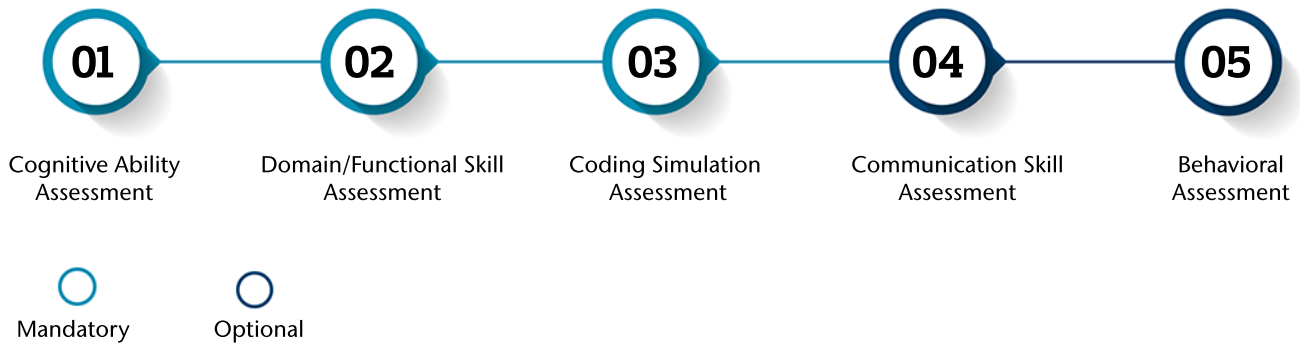 01
02
03
04
05
Cognitive Ability
Assessment
Domain/Functional Skill
Assessment
Coding Simulation
Assessment
Communication Skill
Assessment
Behavioral
Assessment
Mandatory
Optional